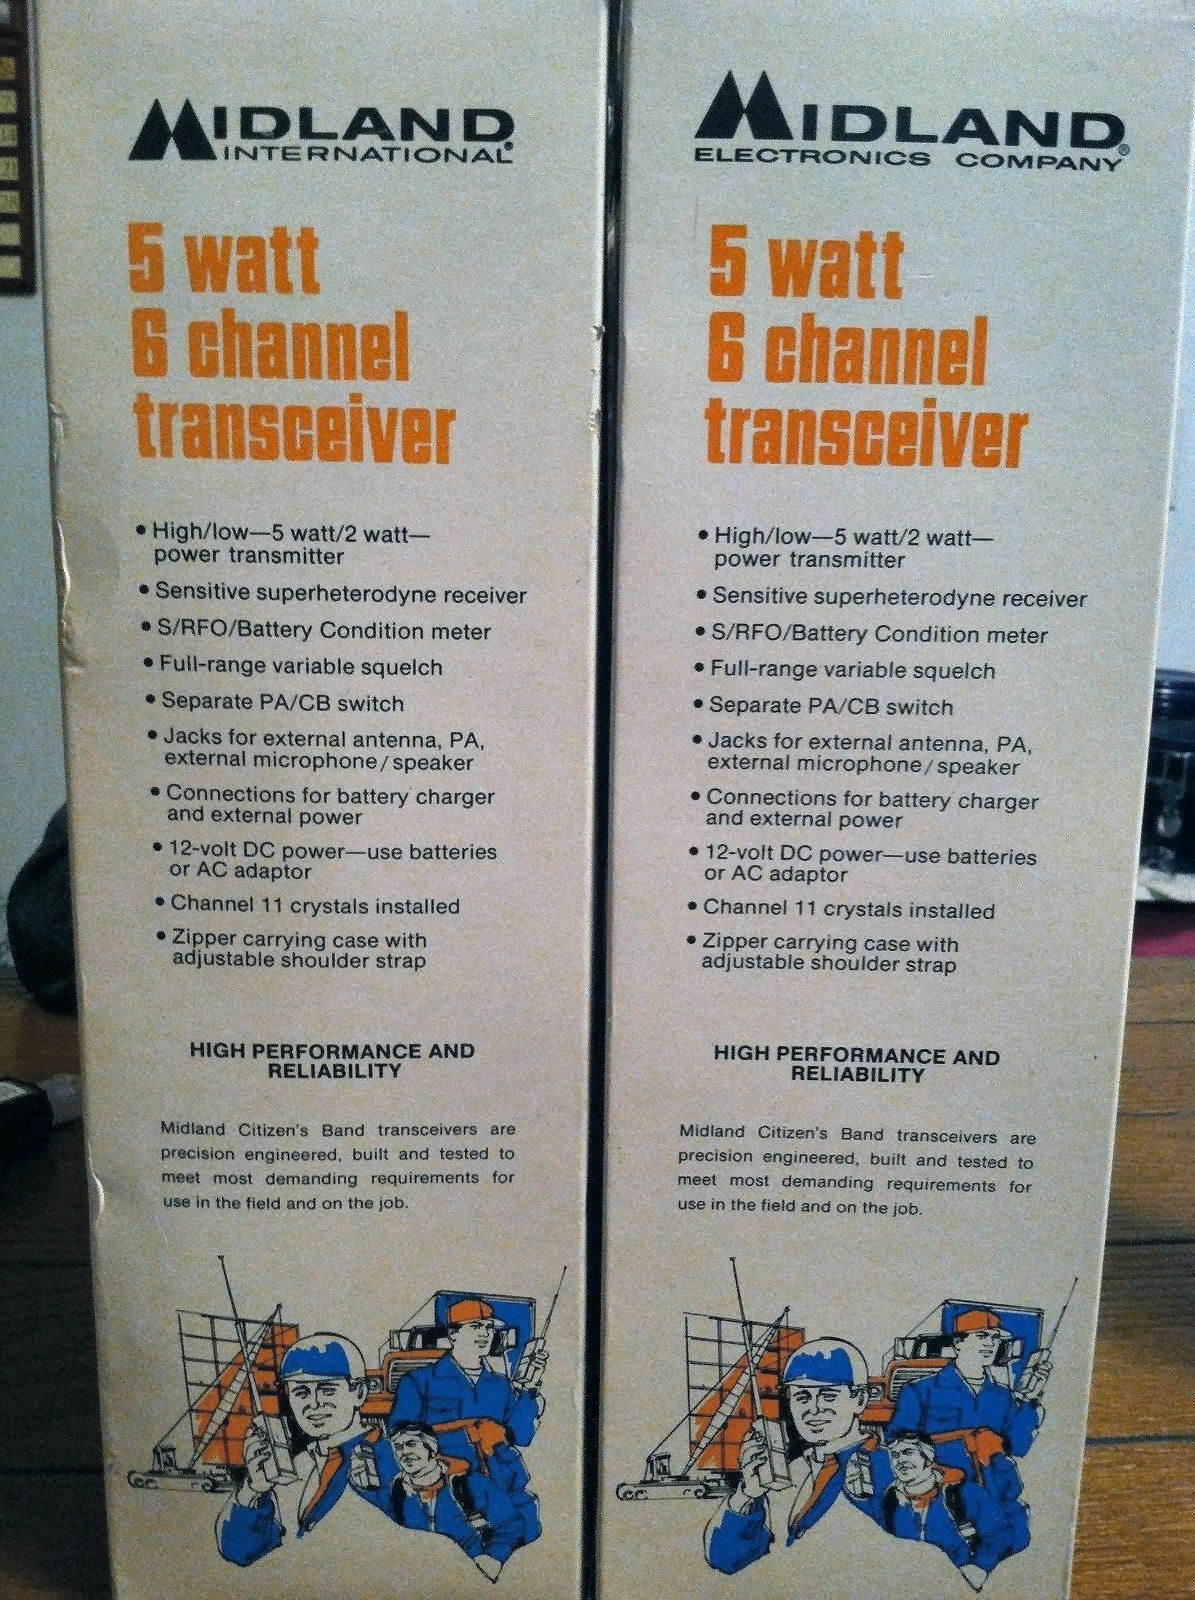 MIDLAND®
INTERNATIONAL
5 watt
6 channel
transceiver
• High/low—5 watt/2 watt—
power transmitter
• Sensitive superheterodyne receiver
• S/RFO/Battery Condition meter
• Full-range variable squelch
• Separate PA/CB switch
• Jacks for external antenna, PA,
external microphone/speaker
• Connections for battery charger
and external power
• 12-volt DC power—use batteries
or AC adaptor
• Channel 11 crystals installed
• Zipper carrying case with
adjustable shoulder strap
HIGH PERFORMANCE AND
RELIABILITY
Midland Citizen's Band transceivers are
precision engineered, built and tested to
meet most demanding requirements for
use in the field and on the job.
MIDLAND®
ELECTRONICS COMPANY
5 watt
6 channel
transceiver
• High/low—5 watt/2 watt—
power transmitter
• Sensitive superheterodyne receiver
• S/RFO/Battery Condition meter
• Full-range variable squelch
• Separate PA/CB switch
• Jacks for external antenna, PA,
external microphone/speaker
• Connections for battery charger
and external power
• 12-volt DC power—use batteries
or AC adaptor
• Channel 11 crystals installed
• Zipper carrying case with
adjustable shoulder strap
HIGH PERFORMANCE AND
RELIABILITY
Midland Citizen's Band transceivers are
precision engineered, built and tested to
meet most demanding requirements for
use in the field and on the job.